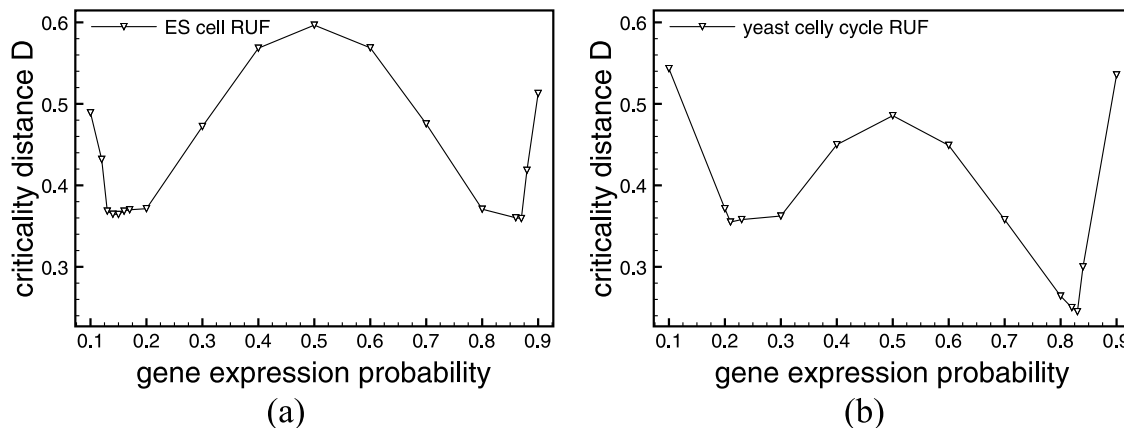 0.6
ES cell RUF
0.5
0.4
0.3
criticality distance D
0.1 0.2 0.3 0.4 0.5 0.6 0.7 0.8 0.9
gene expression probability
(a)
0.6
yeast celly cycle RUF
0.5
0.4
0.3
criticality distance D
0.1 0.2 0.3 0.4 0.5 0.6 0.7 0.8 0.9
gene expression probability
(b)